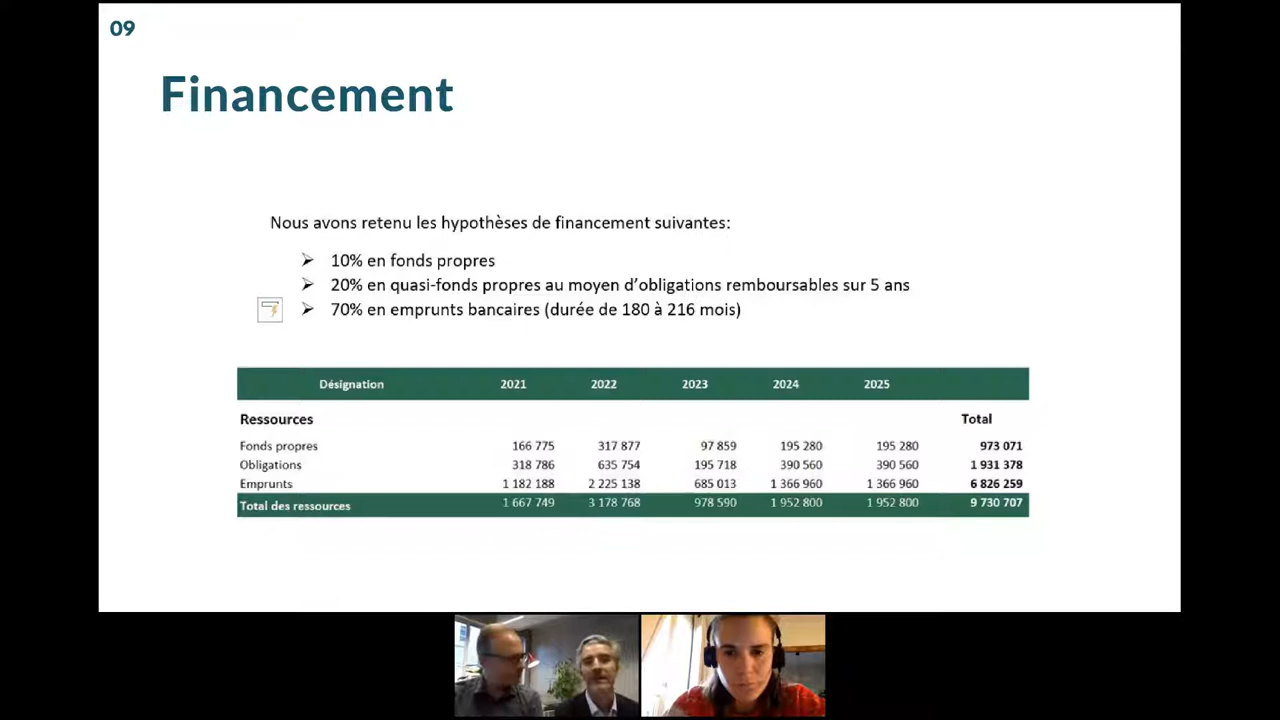 09
Financement
Nous avons retenu les hypothèses de financement suivantes:
➢ 10% en fonds propres
➢ 20% en quasi-fonds propres au moyen d’obligations remboursables sur 5 ans
➢ 70% en emprunts bancaires (durée de 180 à 216 mois)
Désignation 2021 2022 2023 2024 2025
Ressources Total
Fonds propres 166 775 317 877 97 859 195 280 195 280 973 071
Obligations 318 786 635 754 195 718 390 560 390 560 1 931 378
Emprunts 1 182 188 2 225 138 685 013 1 366 960 1 366 960 6 826 259
Total des ressources 1 667 749 3 178 768 978 590 1 952 800 1 952 800 9 730 707